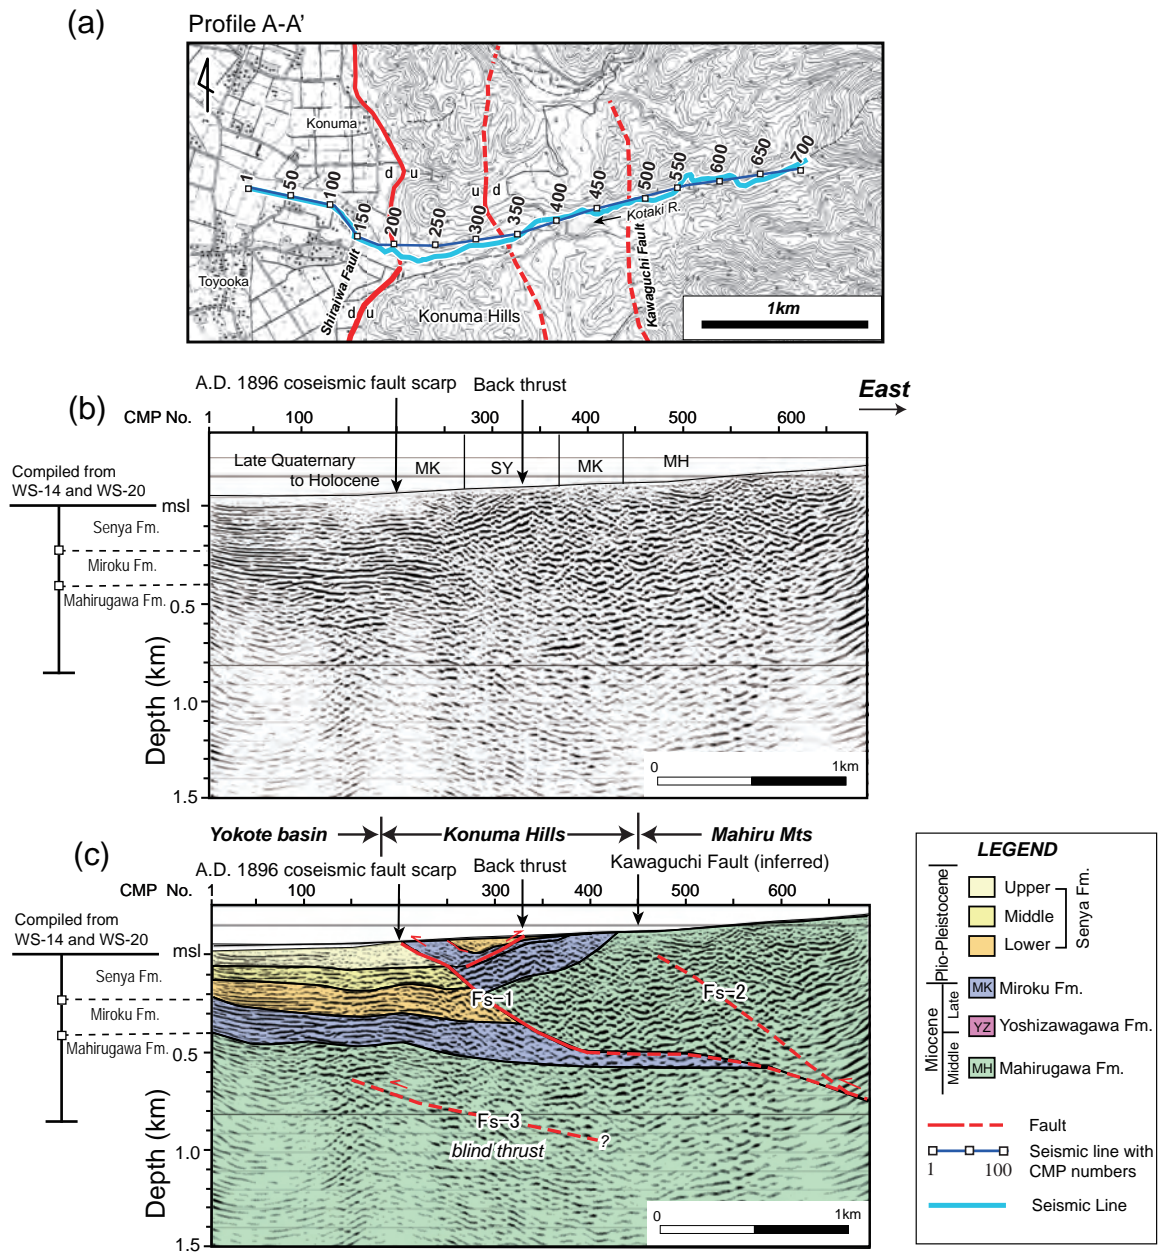 (a)
Profile A-A'
Konuma
Toyooka
Shiraiwa Fault
Konuma Hills
Kawaguchi Fault
Kotaki R.
1
50
100
150
200
250
300
350
400
450
500
550
600
650
700
d u
u d
d u
1km
(b)
A.D. 1896 coseismic fault scarp
Back thrust
East
CMP No. 1 100 300 400 500 600
Compiled from
WS-14 and WS-20
Late Quaternary
to Holocene
MK
SY
MK
MH
msl
Senya Fm.
Miroku Fm.
Mahirugawa Fm.
0.5
1.0
1.5
Depth (km)
0 1km
Yokote basin
Konuma Hills
Mahiru Mts
(c)
A.D. 1896 coseismic fault scarp
Back thrust
Kawaguchi Fault (inferred)
CMP No. 1 100 300 400 500 600
Compiled from
WS-14 and WS-20
msl
Senya Fm.
Miroku Fm.
Mahirugawa Fm.
0.5
1.0
1.5
Depth (km)
Fs-1
Fs-2
Fs-3
?
blind thrust
0 1km
LEGEND
Plio-Pleistocene
Upper
Middle
Lower
Senya Fm.
Miocene
Late
Middle
MK Miroku Fm.
YZ Yoshizawagawa Fm.
MH Mahirugawa Fm.
Fault
Seismic line with
CMP numbers
1 100
Seismic Line